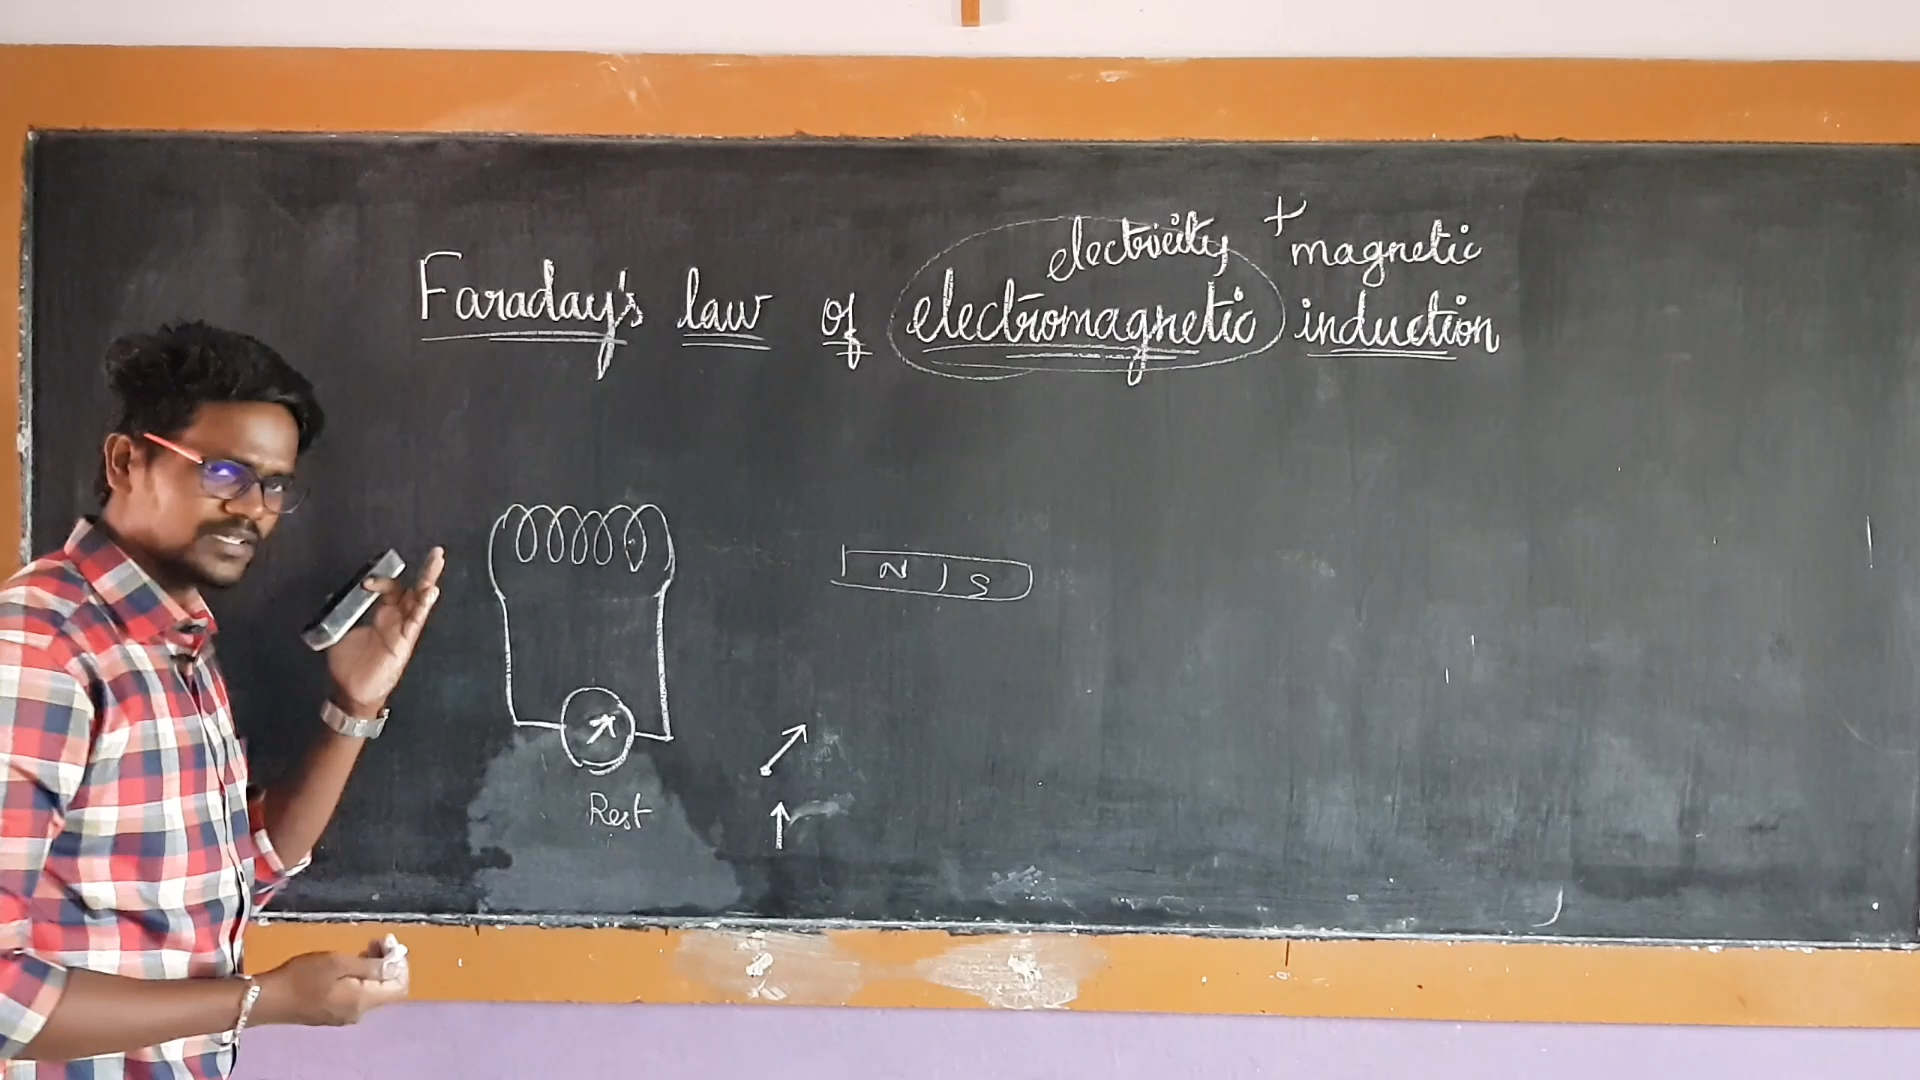 electricity + magnetic
Faraday's law of electromagnetic induction
N S
Rest